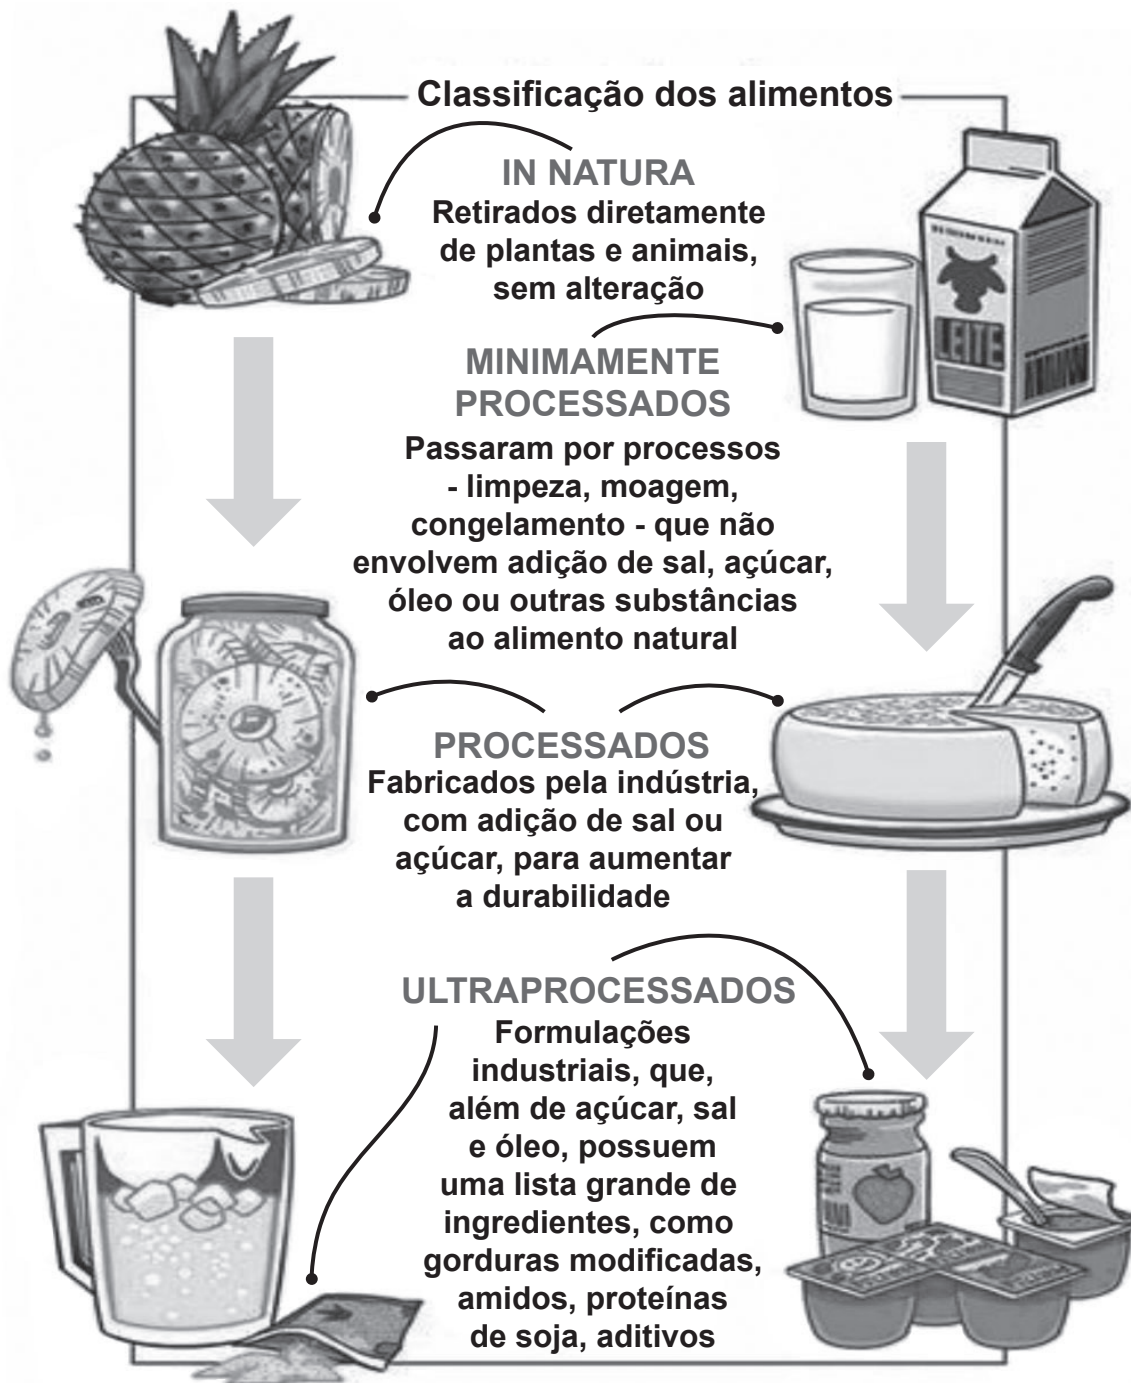 Classificação dos alimentos
IN NATURA
Retirados diretamente
de plantas e animais,
sem alteração
LEITE
MINIMAMENTE
PROCESSADOS
Passaram por processos
- limpeza, moagem,
congelamento - que não
envolvem adição de sal, açúcar,
óleo ou outras substâncias
ao alimento natural
PROCESSADOS
Fabricados pela indústria,
com adição de sal ou
açúcar, para aumentar
a durabilidade
ULTRAPROCESSADOS
Formulações
industriais, que,
além de açúcar, sal
e óleo, possuem
uma lista grande de
ingredientes, como
gorduras modificadas,
amidos, proteínas
de soja, aditivos